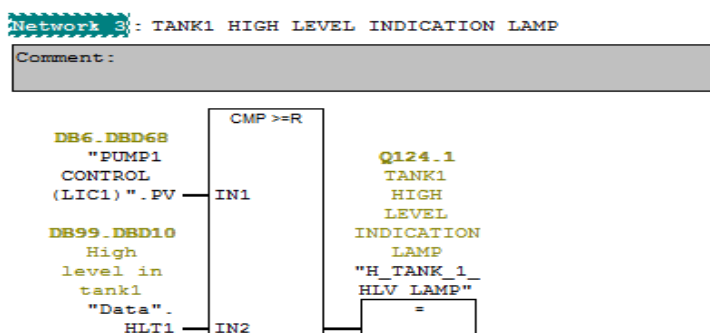 Network 3: TANK1 HIGH LEVEL INDICATION LAMP
Comment:
CMP >=R
DB6.DBD68
"PUMP1
CONTROL
(LIC1)".PV
IN1
DB99.DBD10
High
level in
tank1
"Data".
HLT1
IN2
Q124.1
TANK1
HIGH
LEVEL
INDICATION
LAMP
"H_TANK_1_
HLV LAMP"
=